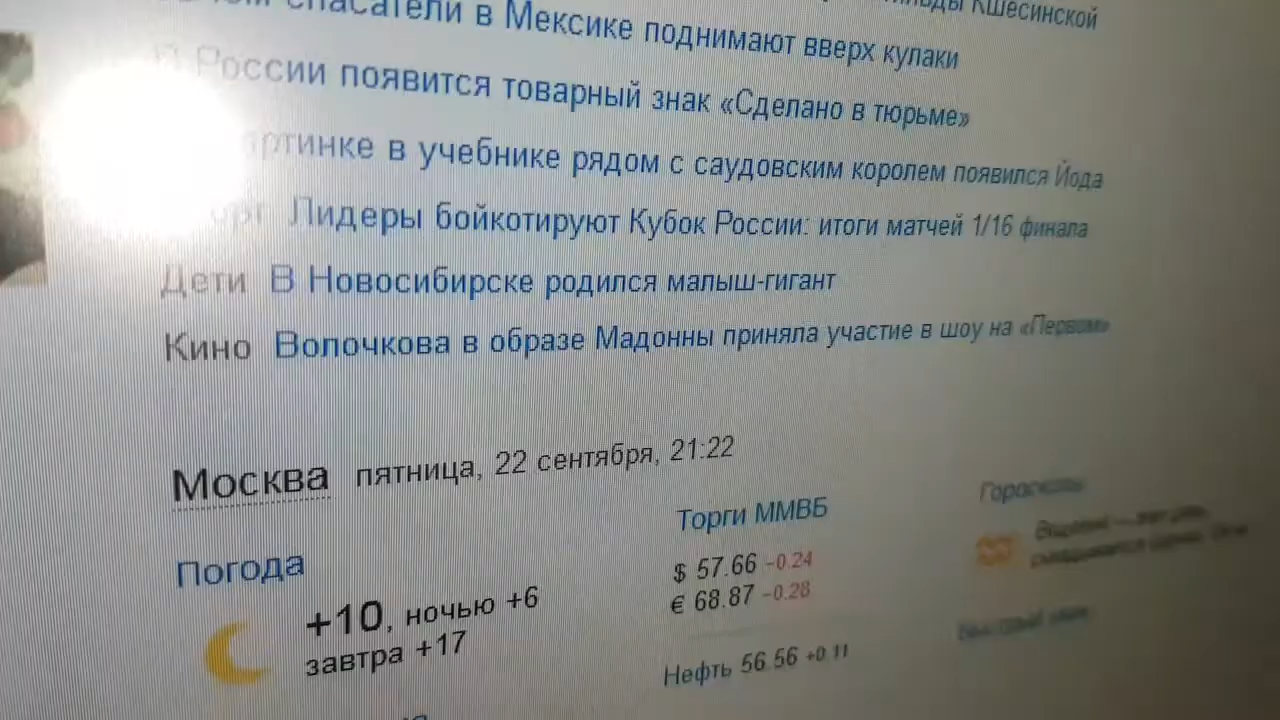 Кшесинской
спасатели в Мексике поднимают вверх кулаки
В России появится товарный знак «Сделано в тюрьме»
в учебнике рядом с саудовским королем появился Йода
Лидеры бойкотируют Кубок России: итоги матчей 1/16 финала
Дети В Новосибирске родился малыш-гигант
Кино Волочкова в образе Мадонны приняла участие в шоу на «Первом»
Москва пятница, 22 сентября, 21:22
Погода
+10, ночью +6
завтра +17
Торги ММВБ
$ 57.66 −0.24
€ 68.87 −0.28
Нефть 56.56 +0.11
Гороскопы